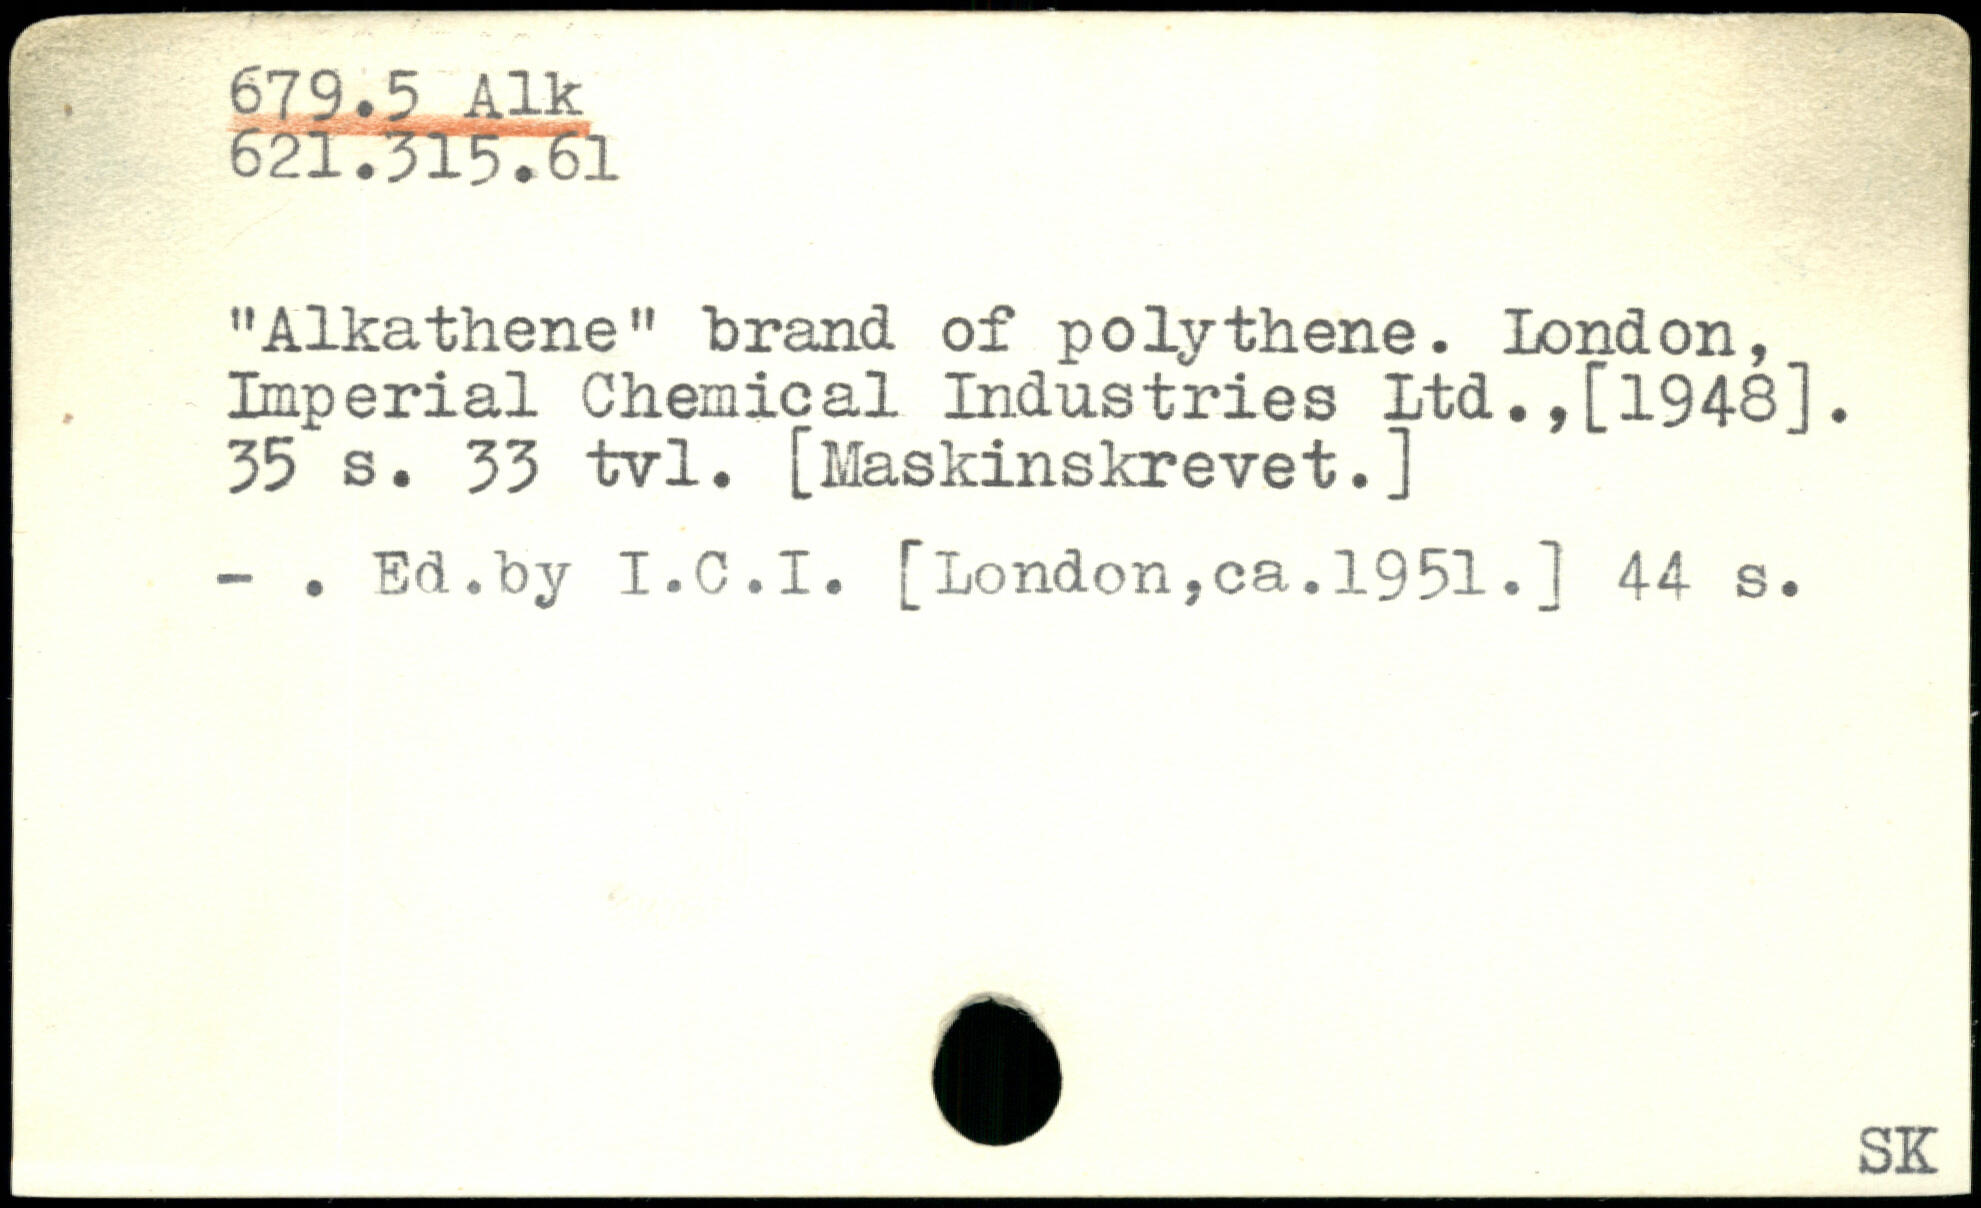 679.5 Alk
621.315.61
"Alkathene" brand of polythene. London,
Imperial Chemical Industries Ltd.,[1948].
35 s. 33 tvl. [Maskinskrevet.]
- . Ed.by I.C.I. [London,ca.1951.] 44 s.
SK